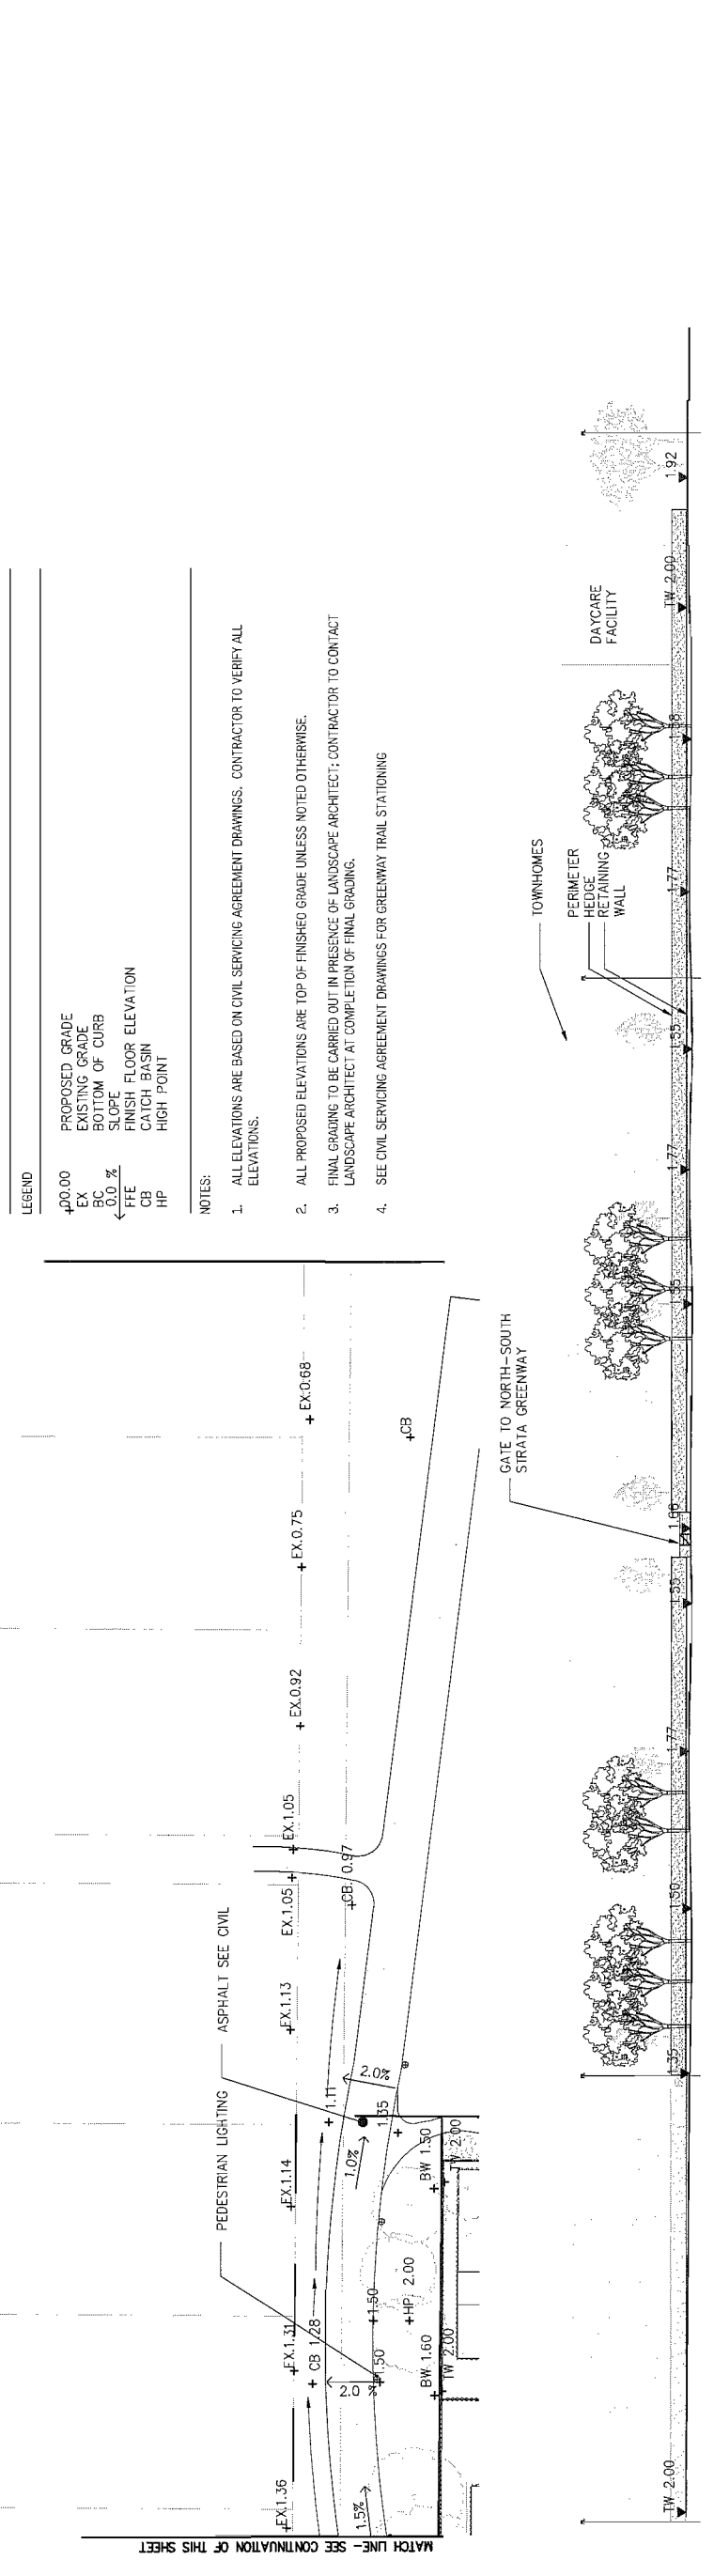 LEGEND
+00.00 PROPOSED GRADE
EX EXISTING GRADE
BC BOTTOM OF CURB
0.0 % SLOPE
FFE FINISH FLOOR ELEVATION
CB CATCH BASIN
HP HIGH POINT
NOTES:
1. ALL ELEVATIONS ARE BASED ON CIVIL SERVICING AGREEMENT DRAWINGS. CONTRACTOR TO VERIFY ALL
ELEVATIONS.
2. ALL PROPOSED ELEVATIONS ARE TOP OF FINISHED GRADE UNLESS NOTED OTHERWISE.
3. FINAL GRADING TO BE CARRIED OUT IN PRESENCE OF LANDSCAPE ARCHITECT; CONTRACTOR TO CONTACT
LANDSCAPE ARCHITECT AT COMPLETION OF FINAL GRADING.
4. SEE CIVIL SERVICING AGREEMENT DRAWINGS FOR GREENWAY TRAIL STATIONING
MATCH LINE- SEE CONTINUATION OF THIS SHEET
PEDESTRIAN LIGHTING
ASPHALT SEE CIVIL
EX.1.36
EX.1.31
EX.1.14
EX.1.13
EX.1.05
EX.1.05
EX.0.92
EX.0.75
EX.0.68
CB 1.28
1.11
CB 0.97
CB
1.5%
2.0 %
1.50
1.50
1.0%
2.0%
1.35
HP 2.00
BW 1.60
TW 2.00
BW 1.50
TW 2.00
GATE TO NORTH-SOUTH
STRATA GREENWAY
TOWNHOMES
PERIMETER
HEDGE
RETAINING
WALL
DAYCARE
FACILITY
TW 2.00
1.35
1.50
1.77
1.55
1.55
1.77
1.55
1.77
TW 2.00
1.92